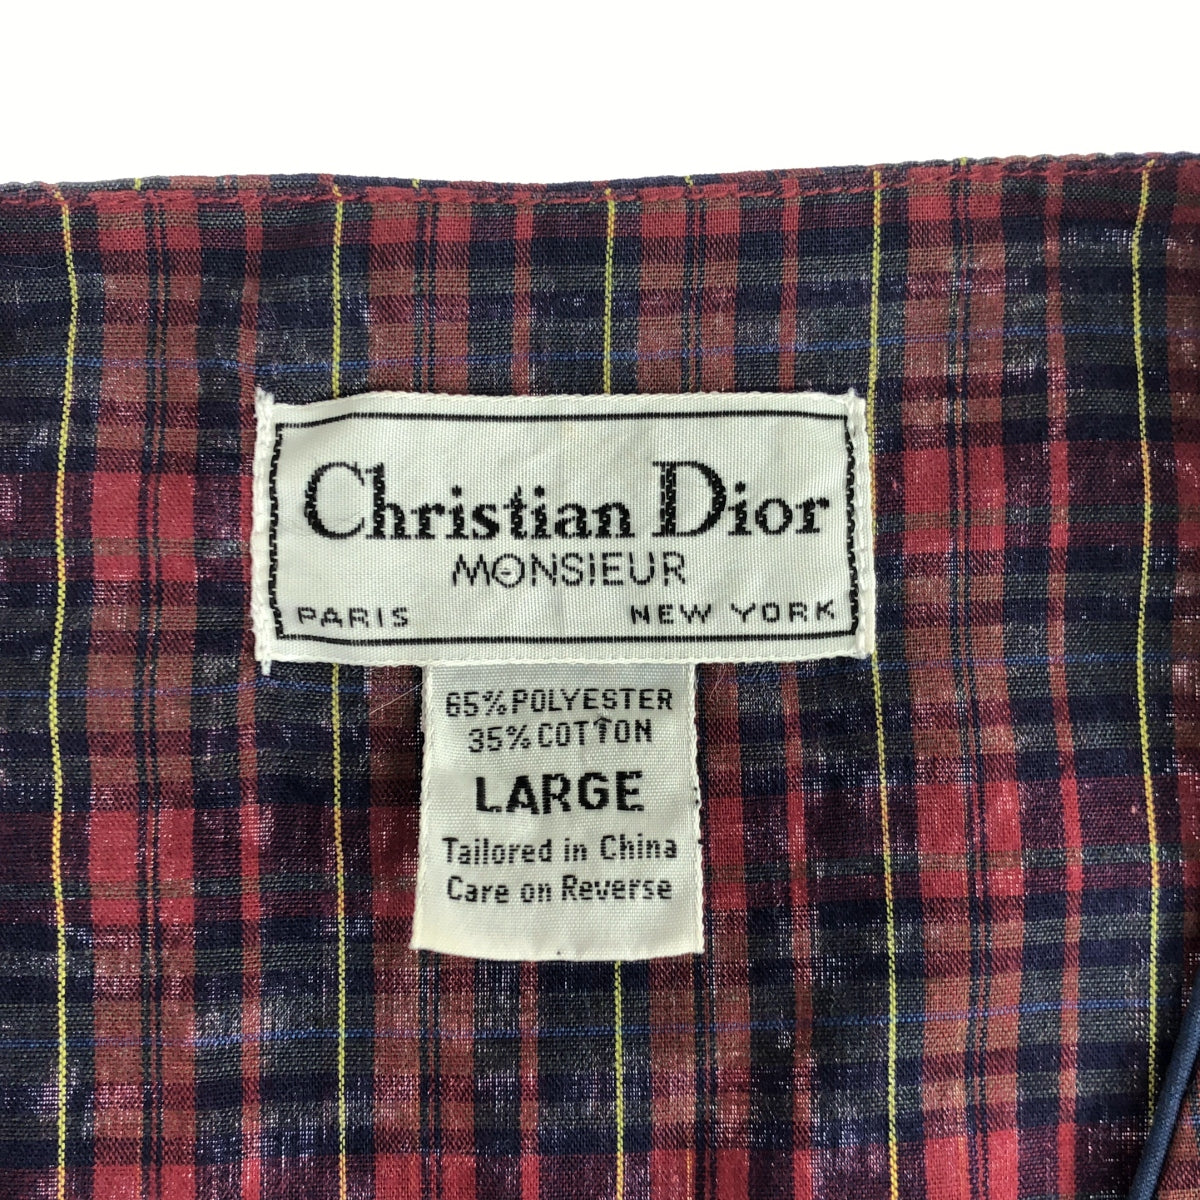 Christian Dior
MONSIEUR
PARIS NEW YORK
65% POLYESTER
35% COTTON
LARGE
Tailored in China
Care on Reverse